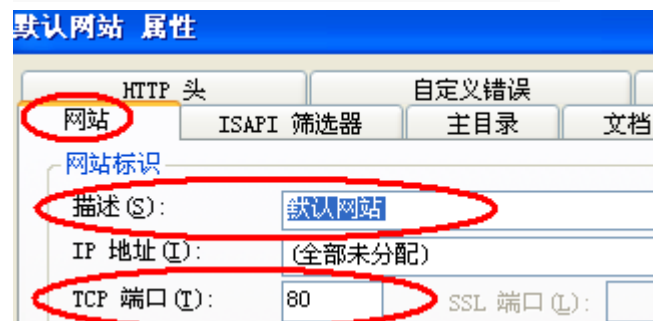 默认网站 属性
HTTP 头 自定义错误
网站 ISAPI 筛选器 主目录 文档
网站标识
描述(S): 默认网站
IP 地址(I): (全部未分配)
TCP 端口(T): 80 SSL 端口(L):